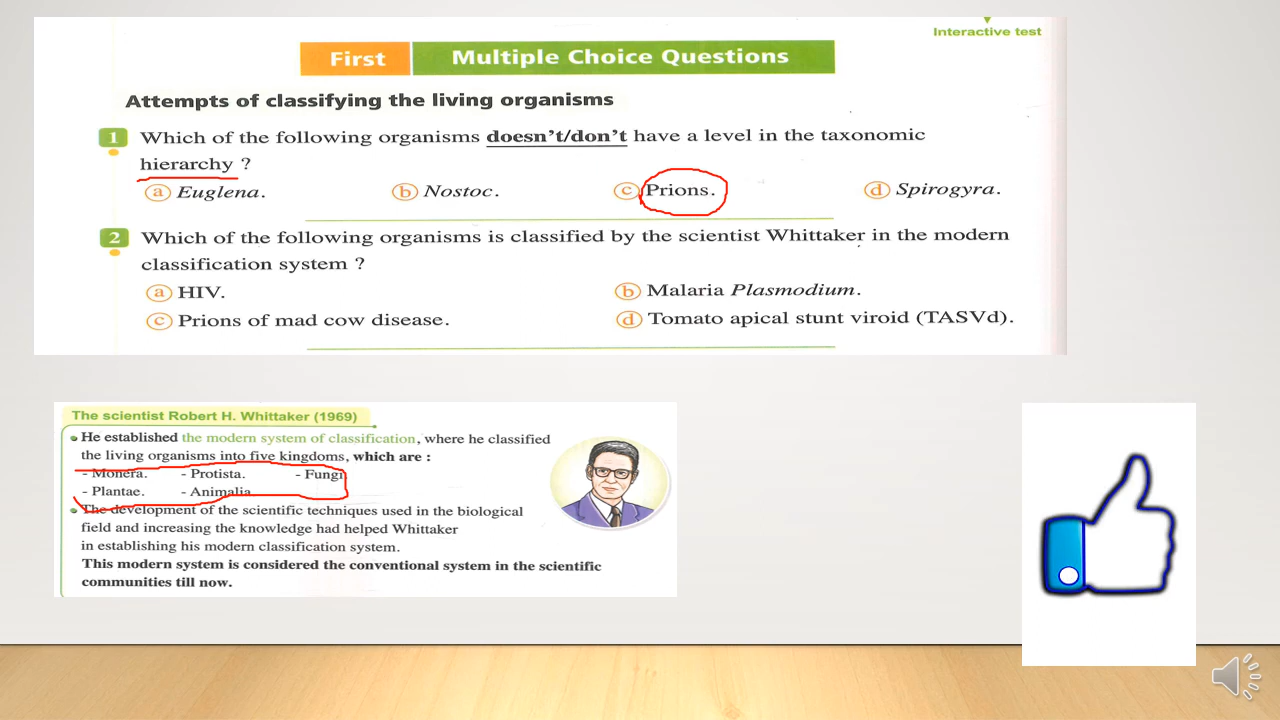 Interactive test
First Multiple Choice Questions
Attempts of classifying the living organisms
1 Which of the following organisms doesn't/don't have a level in the taxonomic
hierarchy ?
a Euglena. b Nostoc. c Prions. d Spirogyra.
2 Which of the following organisms is classified by the scientist Whittaker in the modern
classification system ?
a HIV. b Malaria Plasmodium.
c Prions of mad cow disease. d Tomato apical stunt viroid (TASVd).
The scientist Robert H. Whittaker (1969)
• He established the modern system of classification, where he classified
the living organisms into five kingdoms, which are :
- Monera. - Protista. - Fungi
- Plantae. - Animalia
• The development of the scientific techniques used in the biological
field and increasing the knowledge had helped Whittaker
in establishing his modern classification system.
This modern system is considered the conventional system in the scientific
communities till now.